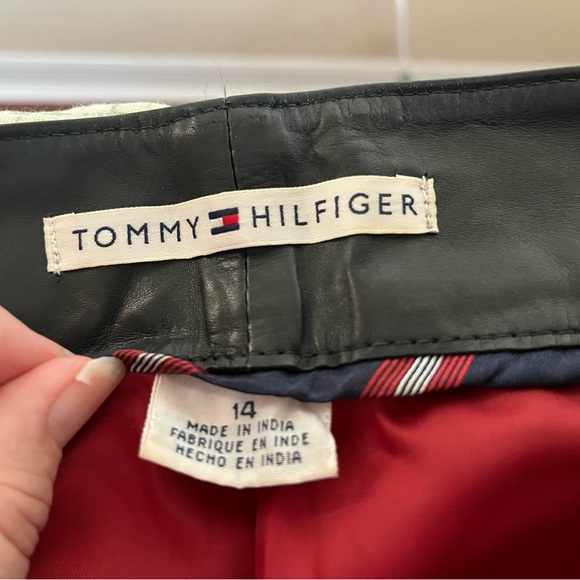 TOMMY HILFIGER
14
MADE IN INDIA
FABRIQUE EN INDE
HECHO EN INDIA